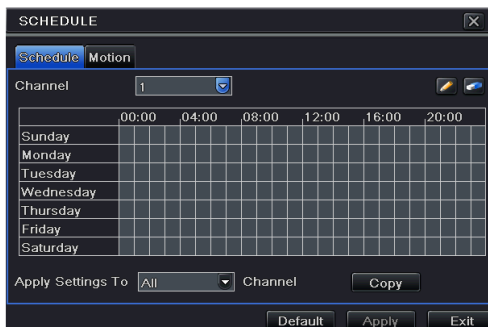 SCHEDULE
Schedule Motion
Channel 1
00:00 04:00 08:00 12:00 16:00 20:00
Sunday
Monday
Tuesday
Wednesday
Thursday
Friday
Saturday
Apply Settings To All Channel Copy
Default Apply Exit